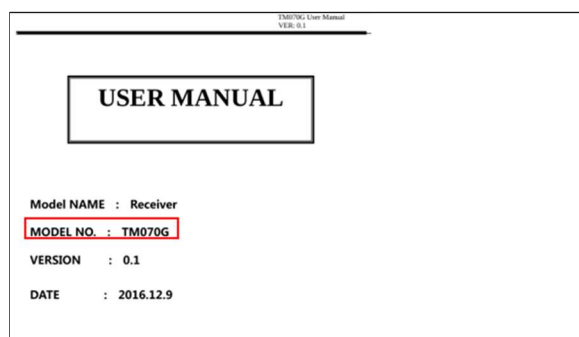 TM070G User Manual
VER: 0.1
USER MANUAL
Model NAME : Receiver
MODEL NO. : TM070G
VERSION : 0.1
DATE : 2016.12.9